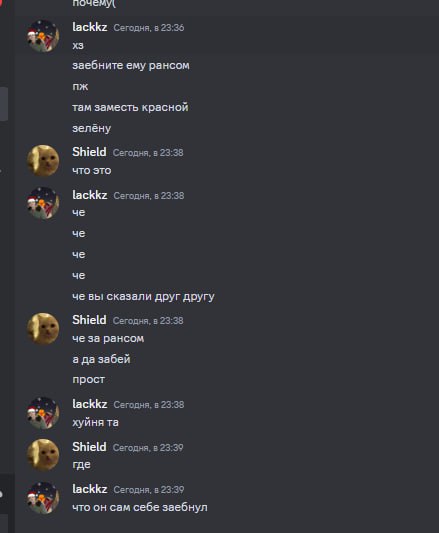 почему(
lackkz Сегодня, в 23:36
хз
заебните ему рансом
пж
там заместь красной
зелёну
Shield Сегодня, в 23:38
что это
lackkz Сегодня, в 23:38
че
че
че
че
че вы сказали друг другу
Shield Сегодня, в 23:38
че за рансом
а да забей
прост
lackkz Сегодня, в 23:38
хуйня та
Shield Сегодня, в 23:39
где
lackkz Сегодня, в 23:39
что он сам себе заебнул